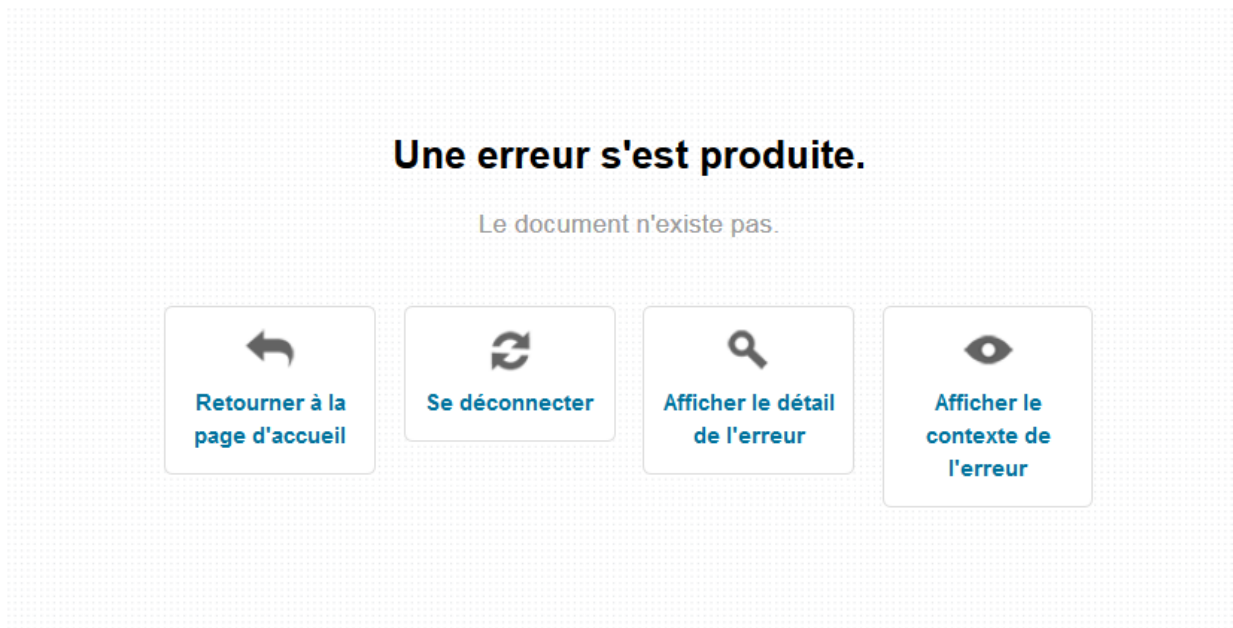 Une erreur s'est produite.
Le document n'existe pas.
Retourner à la
page d'accueil
Se déconnecter
Afficher le détail
de l'erreur
Afficher le
contexte de
l'erreur